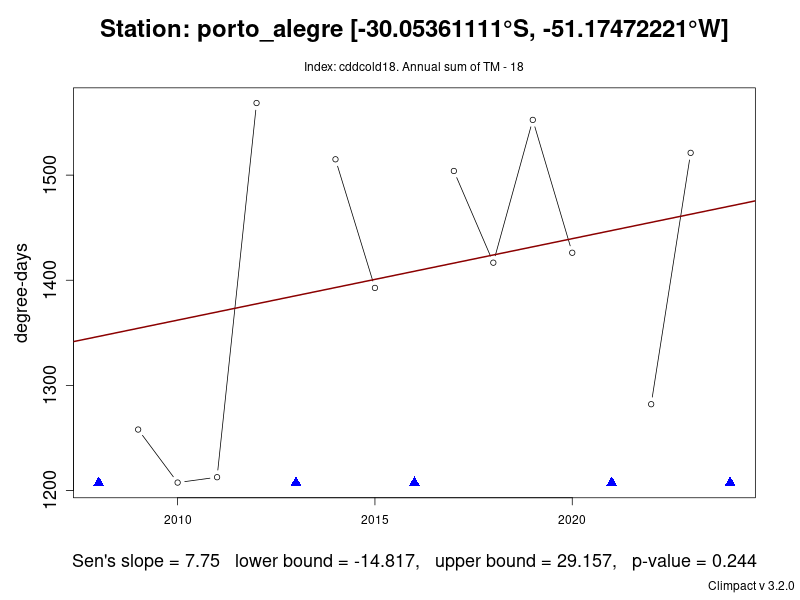 Station: porto_alegre [-30.05361111°S, -51.17472221°W]
Index: cddcold18. Annual sum of TM - 18
degree-days
1500
1400
1300
1200
2010 2015 2020
Sen's slope = 7.75 lower bound = -14.817, upper bound = 29.157, p-value = 0.244
Climpact v 3.2.0